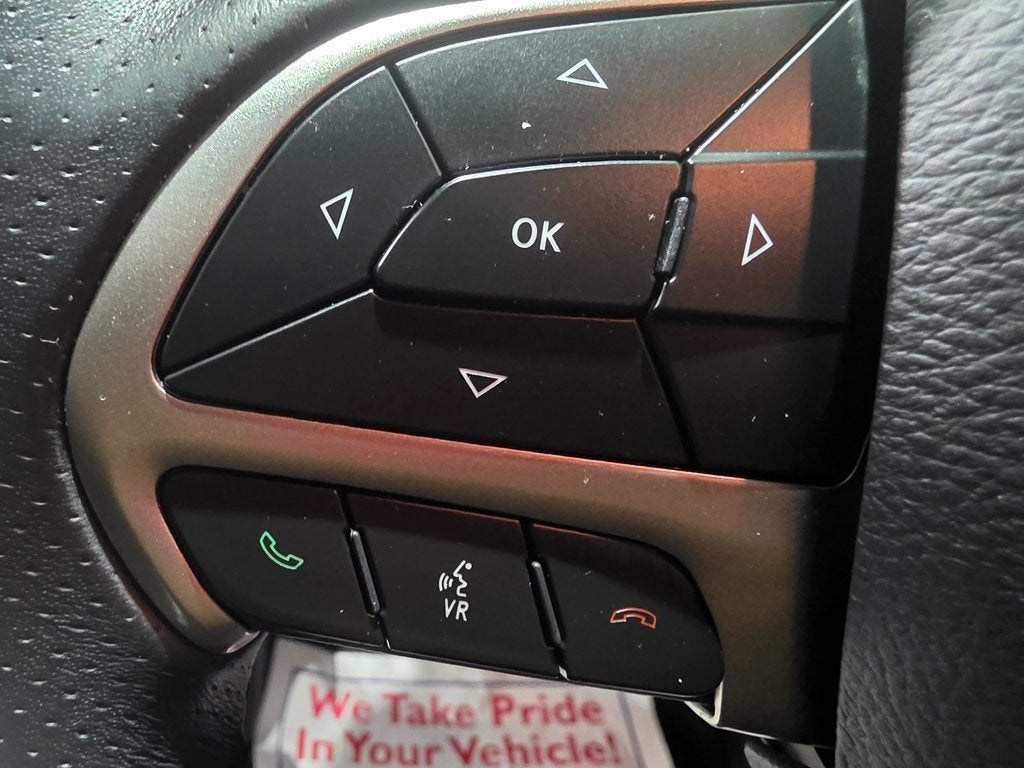 OK
VR
We Take Pride
In Your Vehicle!